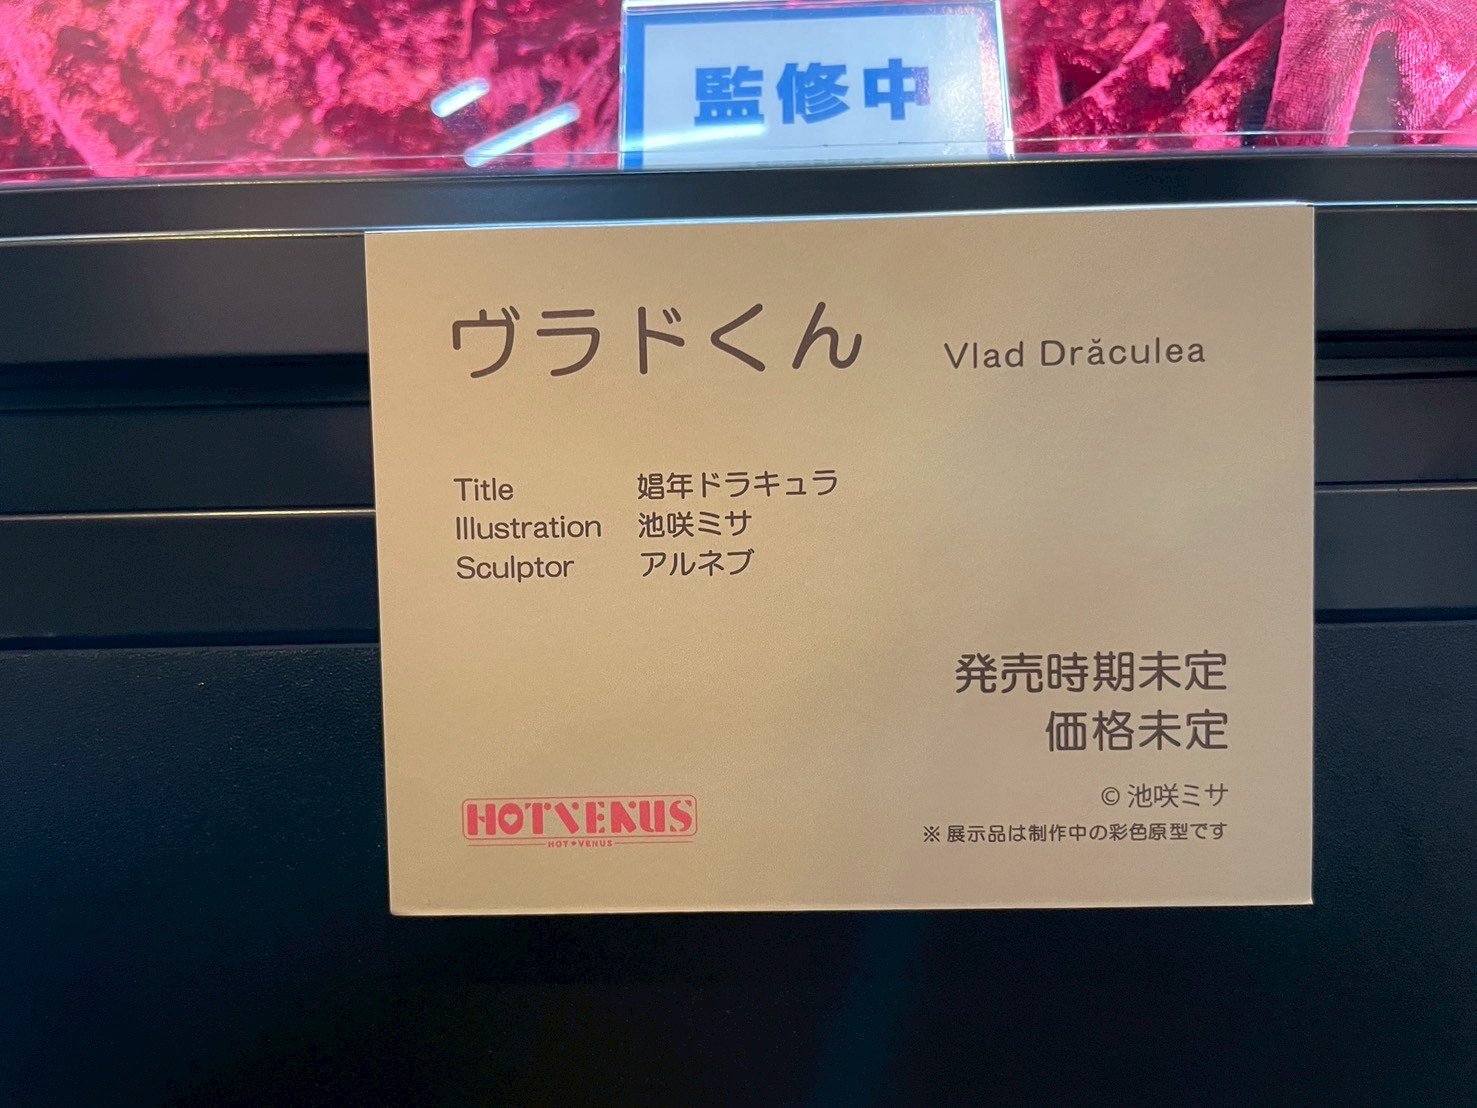 監修中
ヴラドくん Vlad Drăculea
Title 娼年ドラキュラ
Illustration 池咲ミサ
Sculptor アルネブ
発売時期未定
価格未定
© 池咲ミサ
※展示品は制作中の彩色原型です
HOTVENUS
HOT♥VENUS